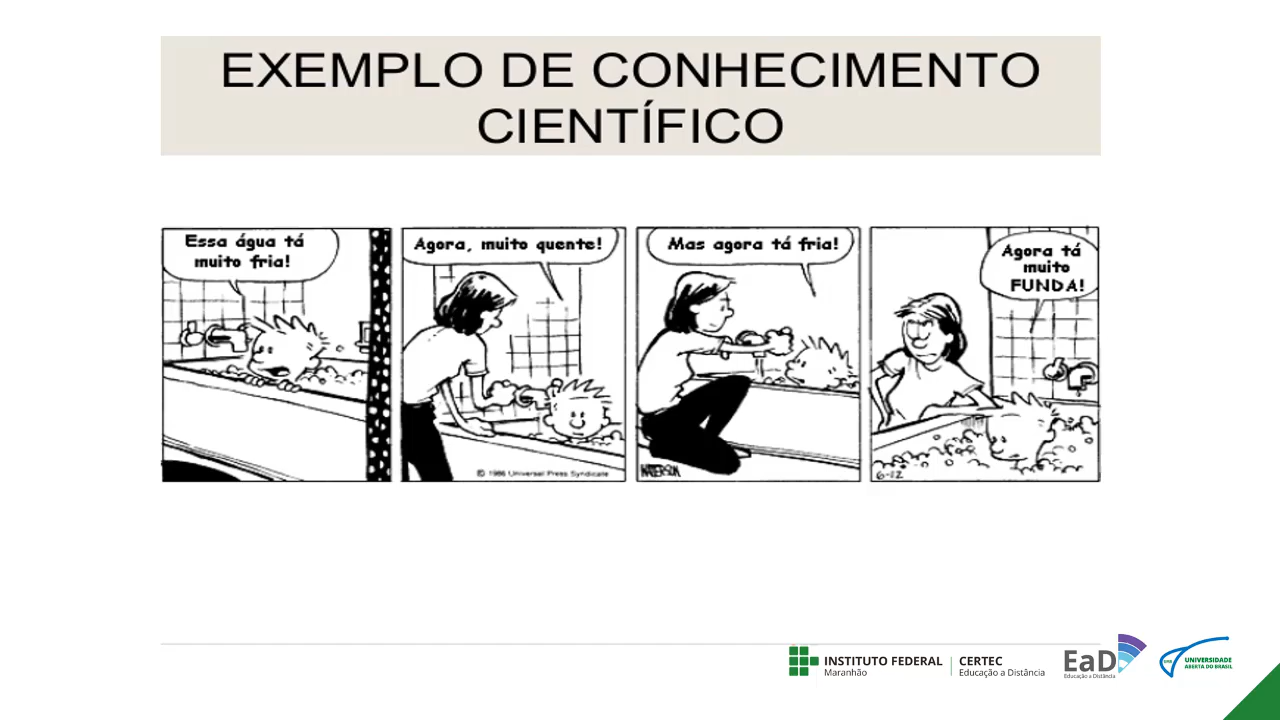 EXEMPLO DE CONHECIMENTO
CIENTÍFICO
Essa água tá
muito fria!
Agora, muito quente!
© 1986 Universal Press Syndicate
Mas agora tá fria!
WATTERSON
Agora tá
muito
FUNDA!
6-12
INSTITUTO FEDERAL
Maranhão
CERTEC
Educação a Distância
EaD
Educação a Distância
UNIVERSIDADE
ABERTA DO BRASIL